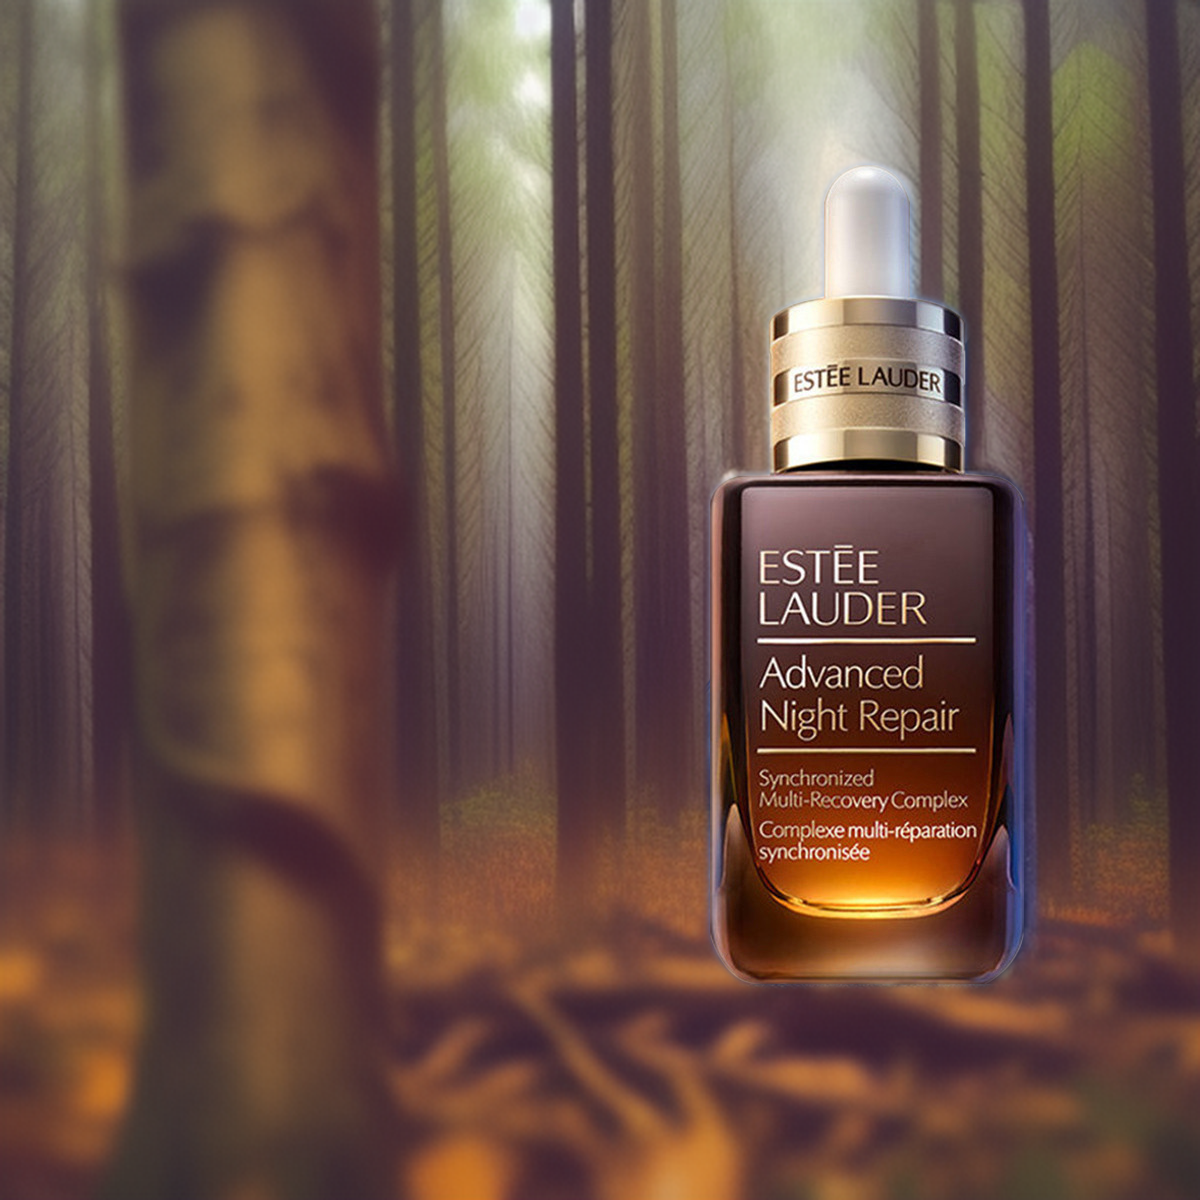 ESTĒE LAUDER
ESTĒE
LAUDER
Advanced
Night Repair
Synchronized
Multi-Recovery Complex
Complexe multi-réparation
synchronisée